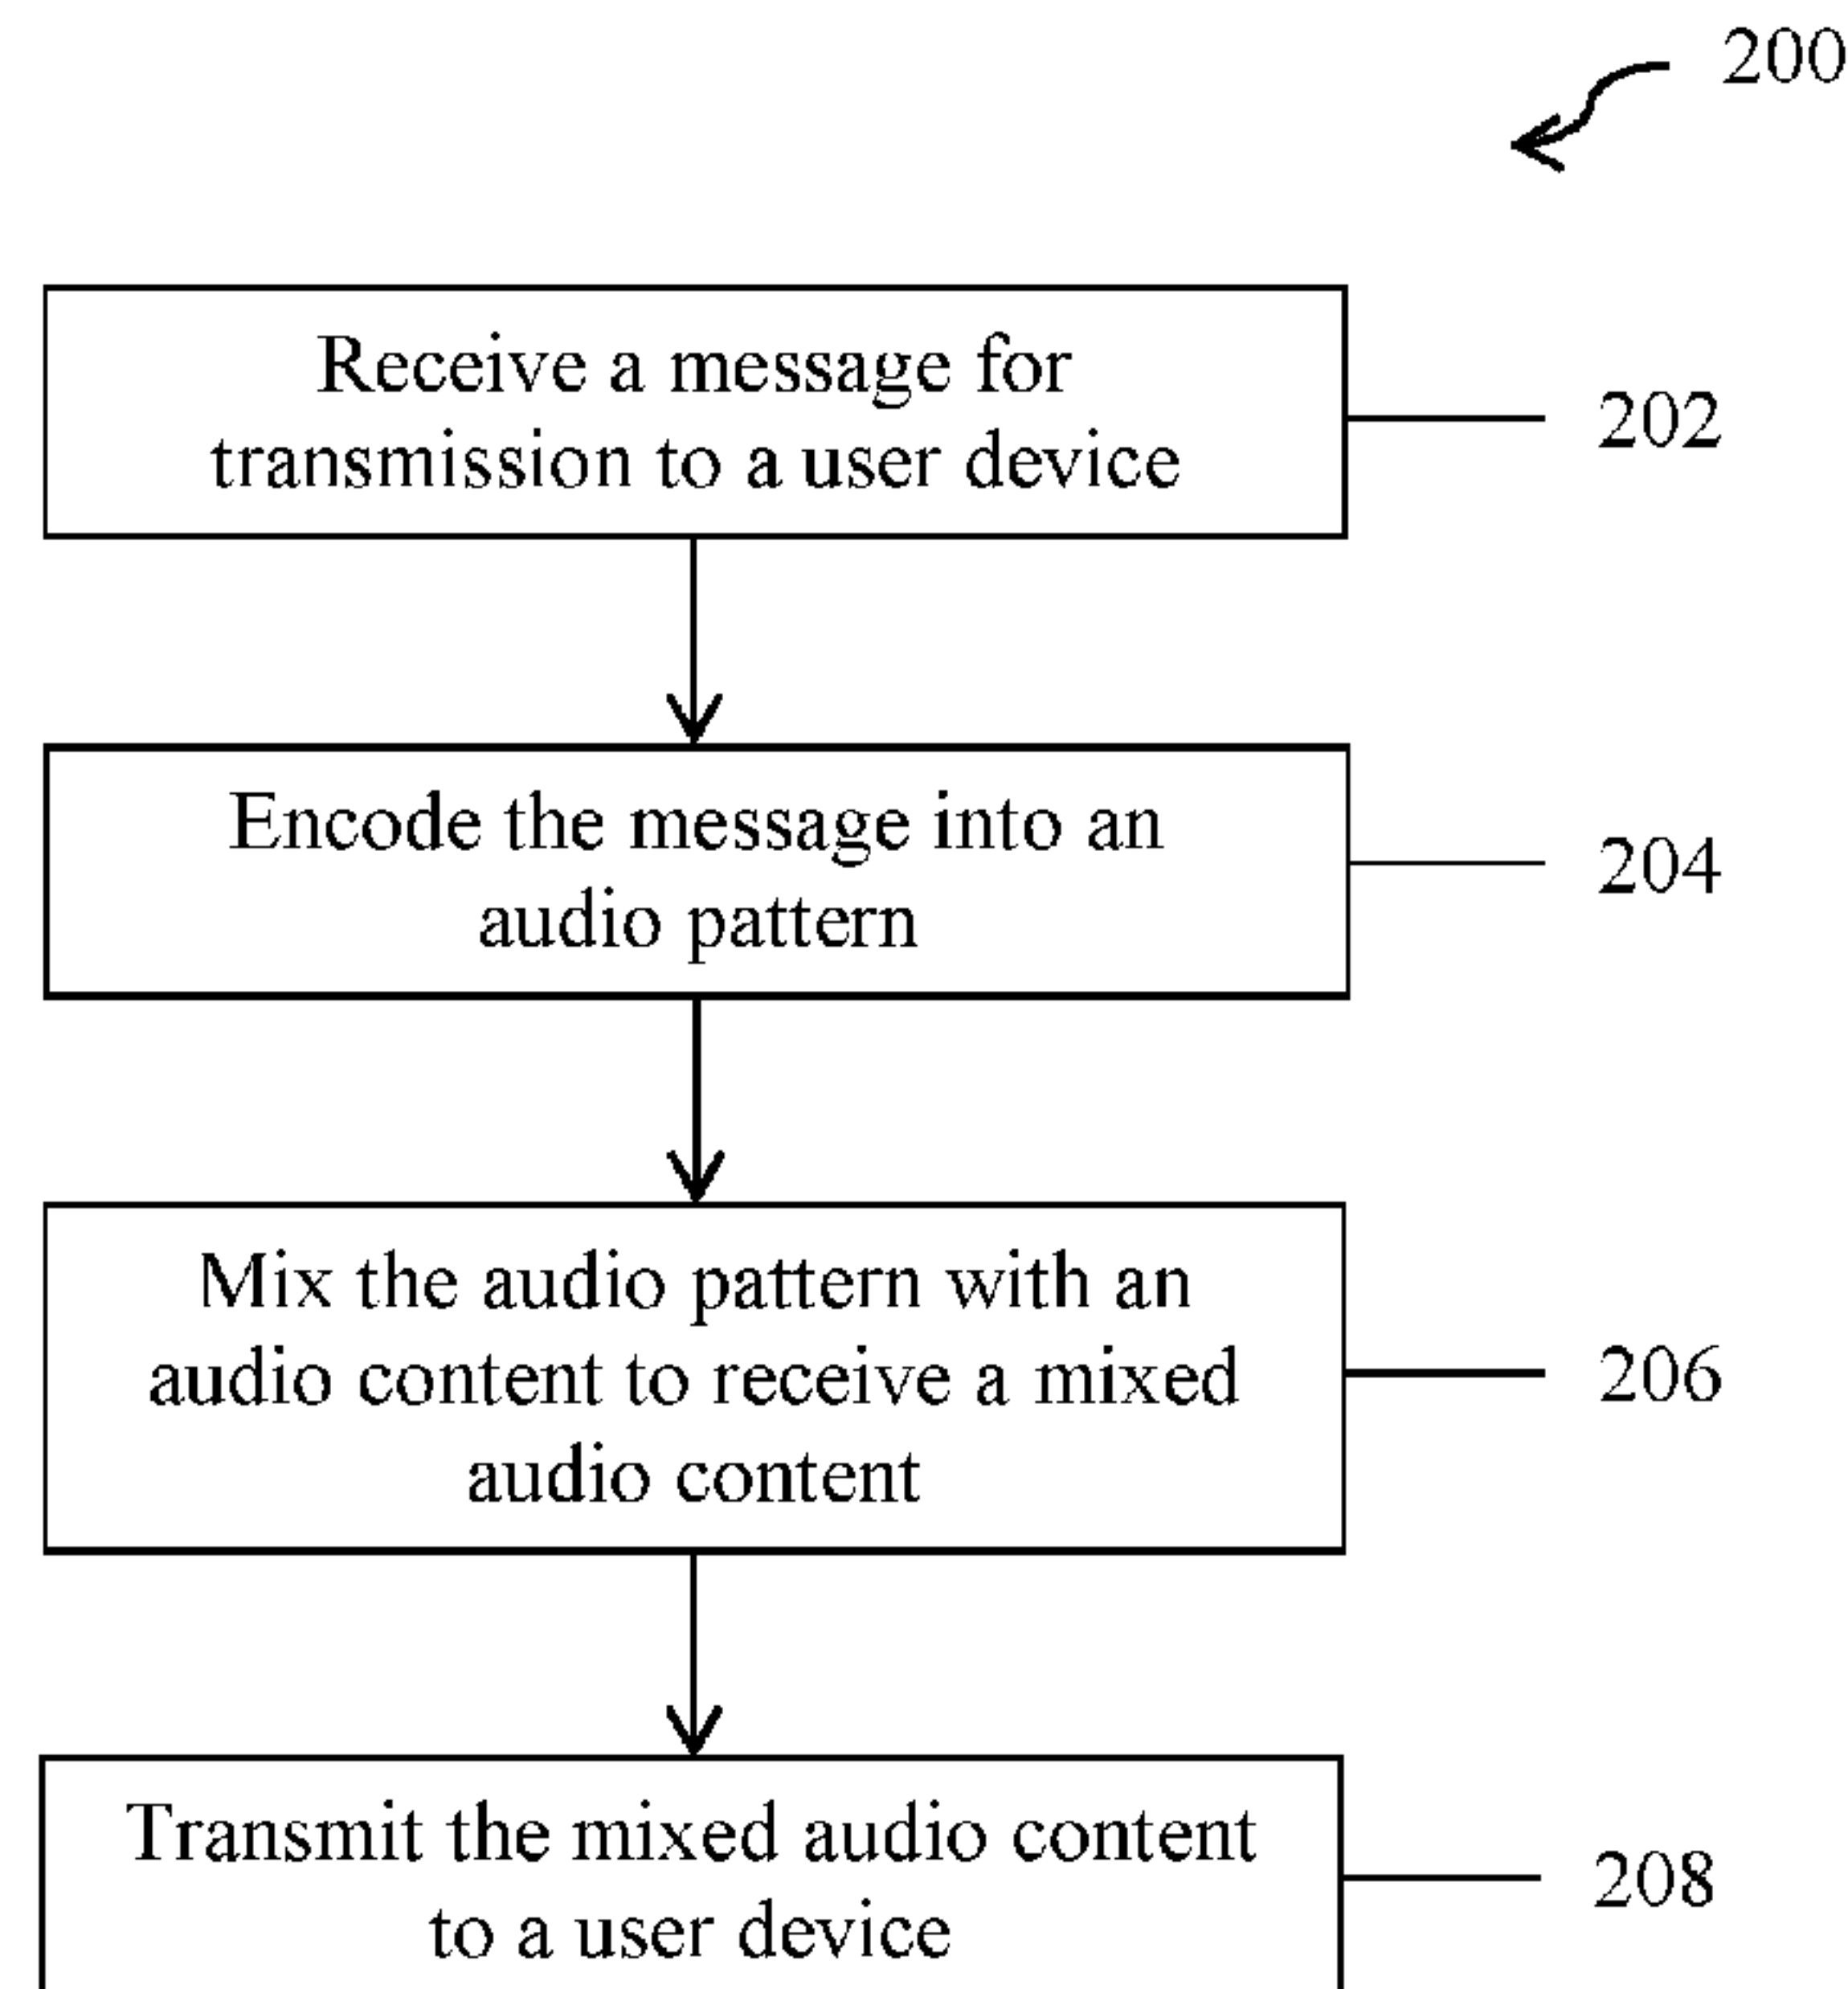 200
Receive a message for
transmission to a user device
202
Encode the message into an
audio pattern
204
Mix the audio pattern with an
audio content to receive a mixed
audio content
206
Transmit the mixed audio content
to a user device
208